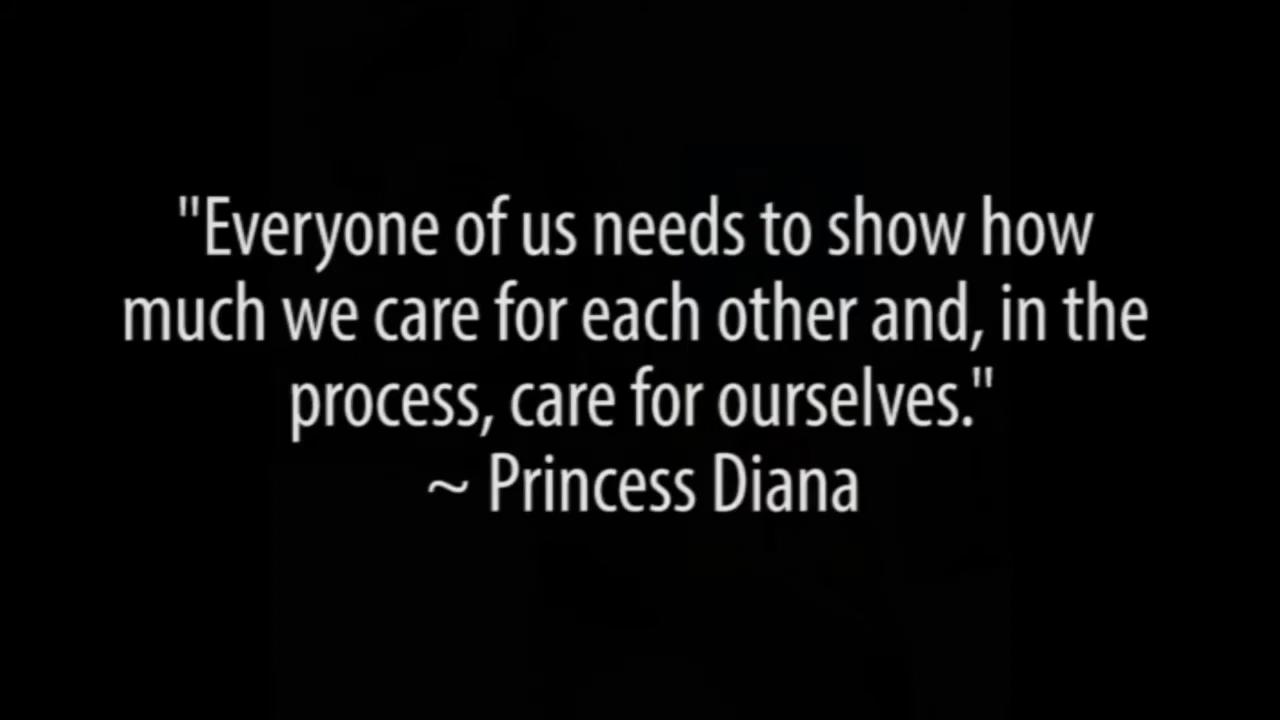 "Everyone of us needs to show how
much we care for each other and, in the
process, care for ourselves."
~ Princess Diana